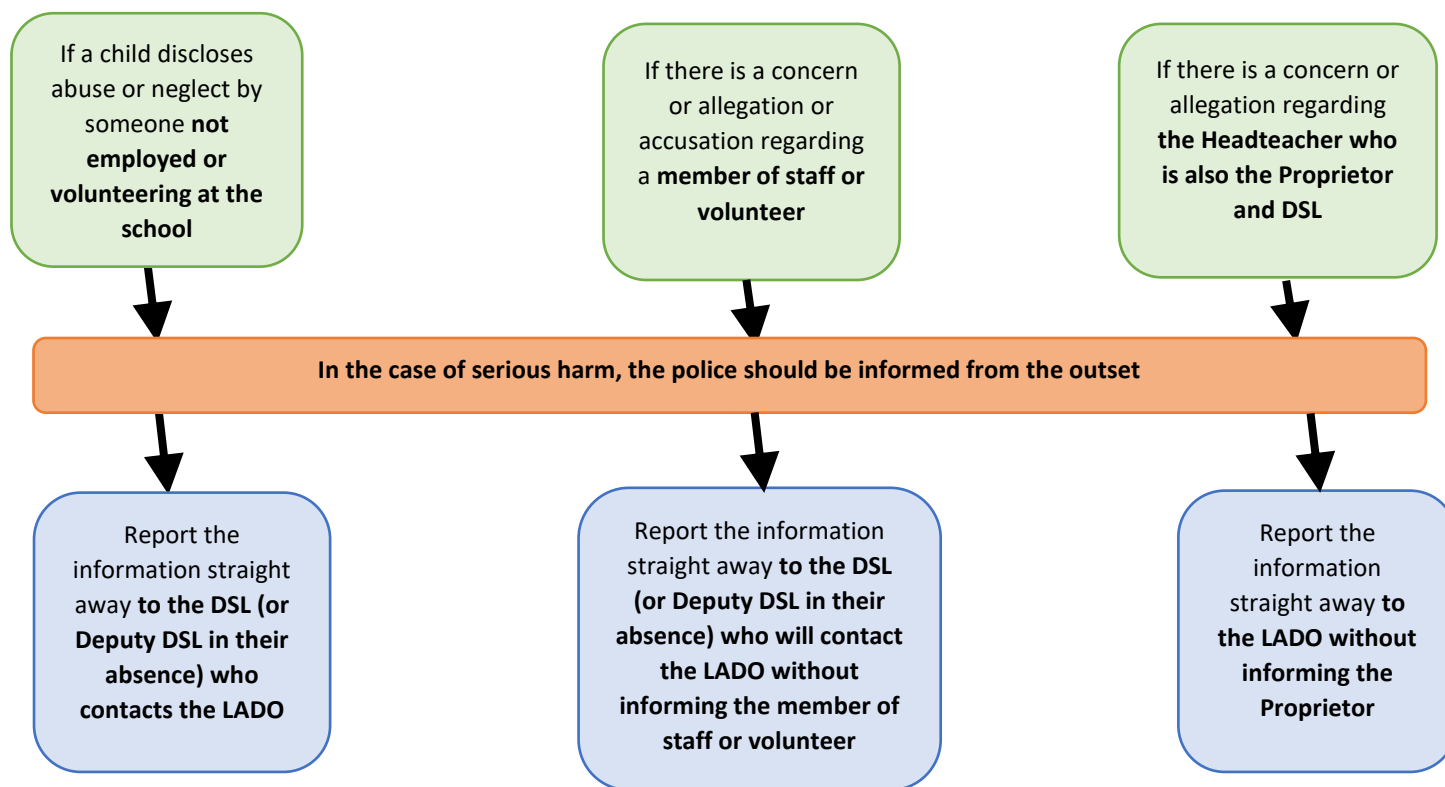 If a child discloses
abuse or neglect by
someone not
employed or
volunteering at the
school
If there is a concern
or allegation or
accusation regarding
a member of staff or
volunteer
If there is a concern or
allegation regarding
the Headteacher who
is also the Proprietor
and DSL
In the case of serious harm, the police should be informed from the outset
Report the
information straight
away to the DSL (or
Deputy DSL in their
absence) who
contacts the LADO
Report the information
straight away to the DSL
(or Deputy DSL in their
absence) who will contact
the LADO without
informing the member of
staff or volunteer
Report the
information
straight away to
the LADO without
informing the
Proprietor